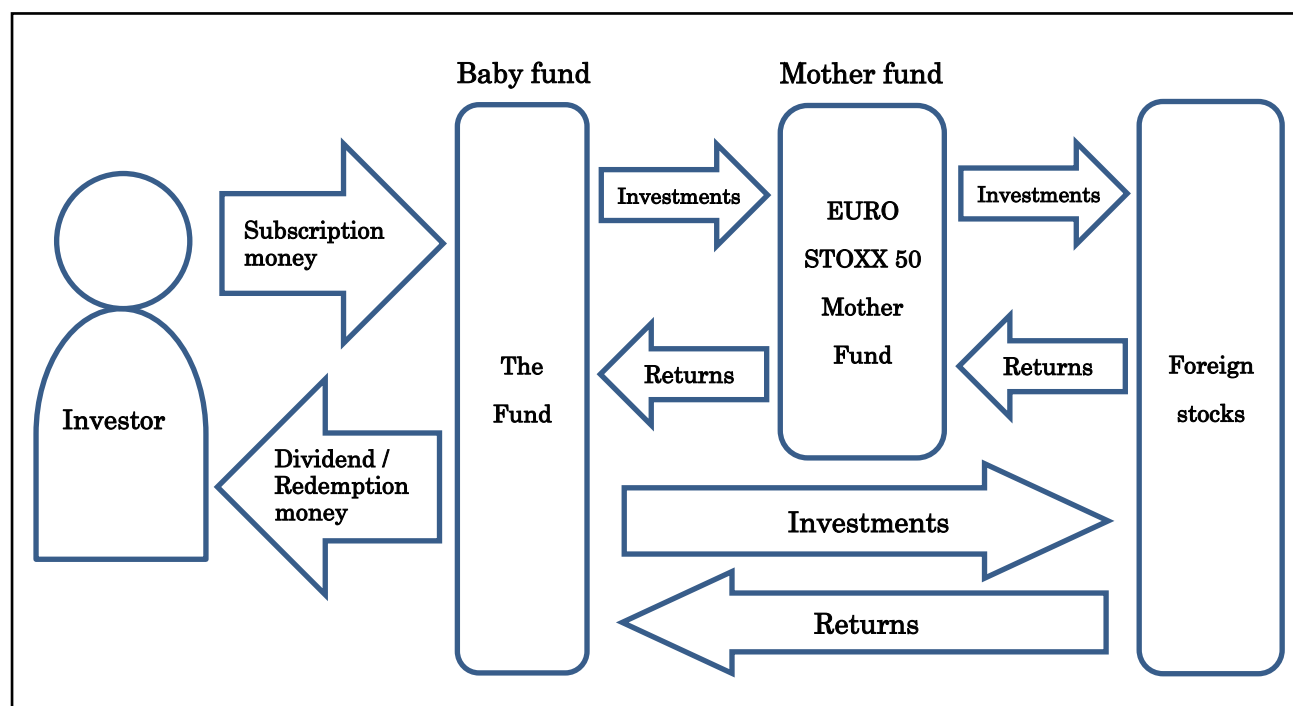 Baby fund
Mother fund
Investor
Subscription
money
Dividend /
Redemption
money
The
Fund
Investments
Returns
EURO
STOXX 50
Mother
Fund
Investments
Returns
Investments
Returns
Foreign
stocks